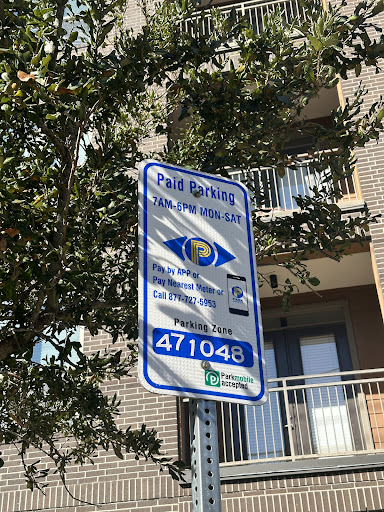 Paid Parking
7AM-6PM MON-SAT
P
Pay by APP or
Pay Nearest Meter or
Call 877-727-5953
Parking Zone
471048
Parkmobile
accepted